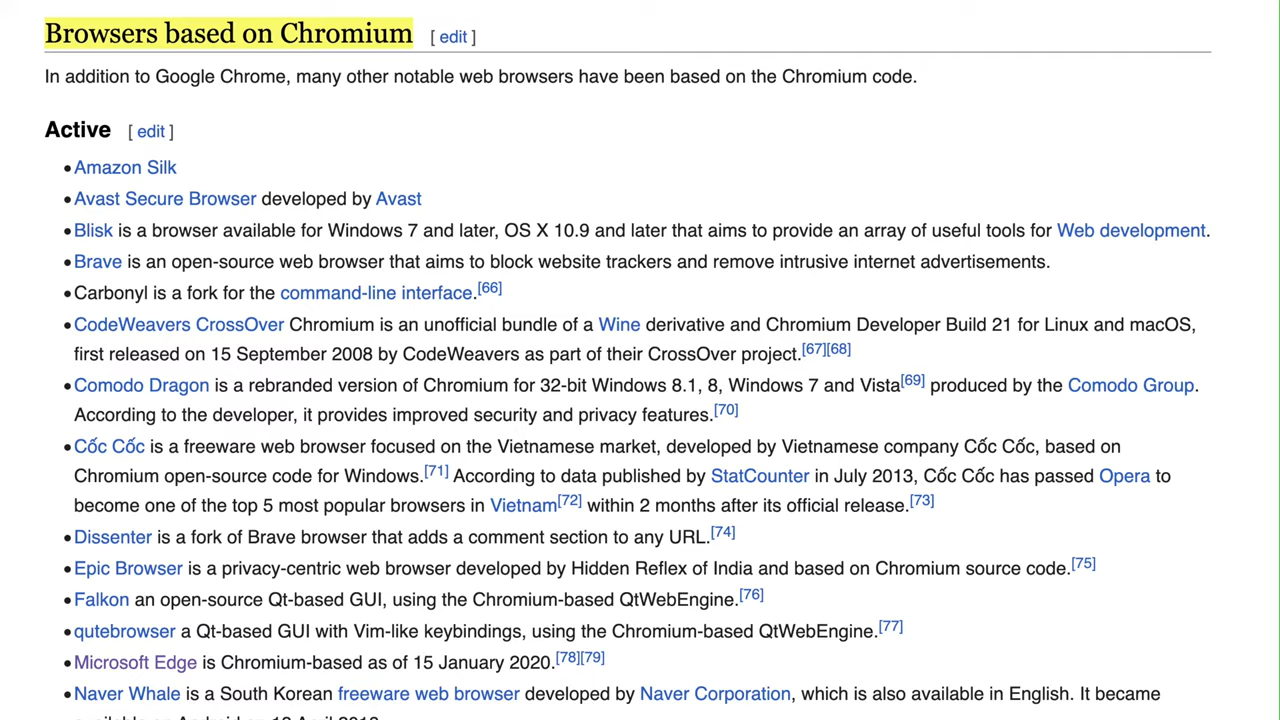 Browsers based on Chromium [ edit ]
In addition to Google Chrome, many other notable web browsers have been based on the Chromium code.
Active [ edit ]
• Amazon Silk
• Avast Secure Browser developed by Avast
• Blisk is a browser available for Windows 7 and later, OS X 10.9 and later that aims to provide an array of useful tools for Web development.
• Brave is an open-source web browser that aims to block website trackers and remove intrusive internet advertisements.
• Carbonyl is a fork for the command-line interface.[66]
• CodeWeavers CrossOver Chromium is an unofficial bundle of a Wine derivative and Chromium Developer Build 21 for Linux and macOS,
first released on 15 September 2008 by CodeWeavers as part of their CrossOver project.[67][68]
• Comodo Dragon is a rebranded version of Chromium for 32-bit Windows 8.1, 8, Windows 7 and Vista[69] produced by the Comodo Group.
According to the developer, it provides improved security and privacy features.[70]
• Cốc Cốc is a freeware web browser focused on the Vietnamese market, developed by Vietnamese company Cốc Cốc, based on
Chromium open-source code for Windows.[71] According to data published by StatCounter in July 2013, Cốc Cốc has passed Opera to
become one of the top 5 most popular browsers in Vietnam[72] within 2 months after its official release.[73]
• Dissenter is a fork of Brave browser that adds a comment section to any URL.[74]
• Epic Browser is a privacy-centric web browser developed by Hidden Reflex of India and based on Chromium source code.[75]
• Falkon an open-source Qt-based GUI, using the Chromium-based QtWebEngine.[76]
• qutebrowser a Qt-based GUI with Vim-like keybindings, using the Chromium-based QtWebEngine.[77]
• Microsoft Edge is Chromium-based as of 15 January 2020.[78][79]
• Naver Whale is a South Korean freeware web browser developed by Naver Corporation, which is also available in English. It became